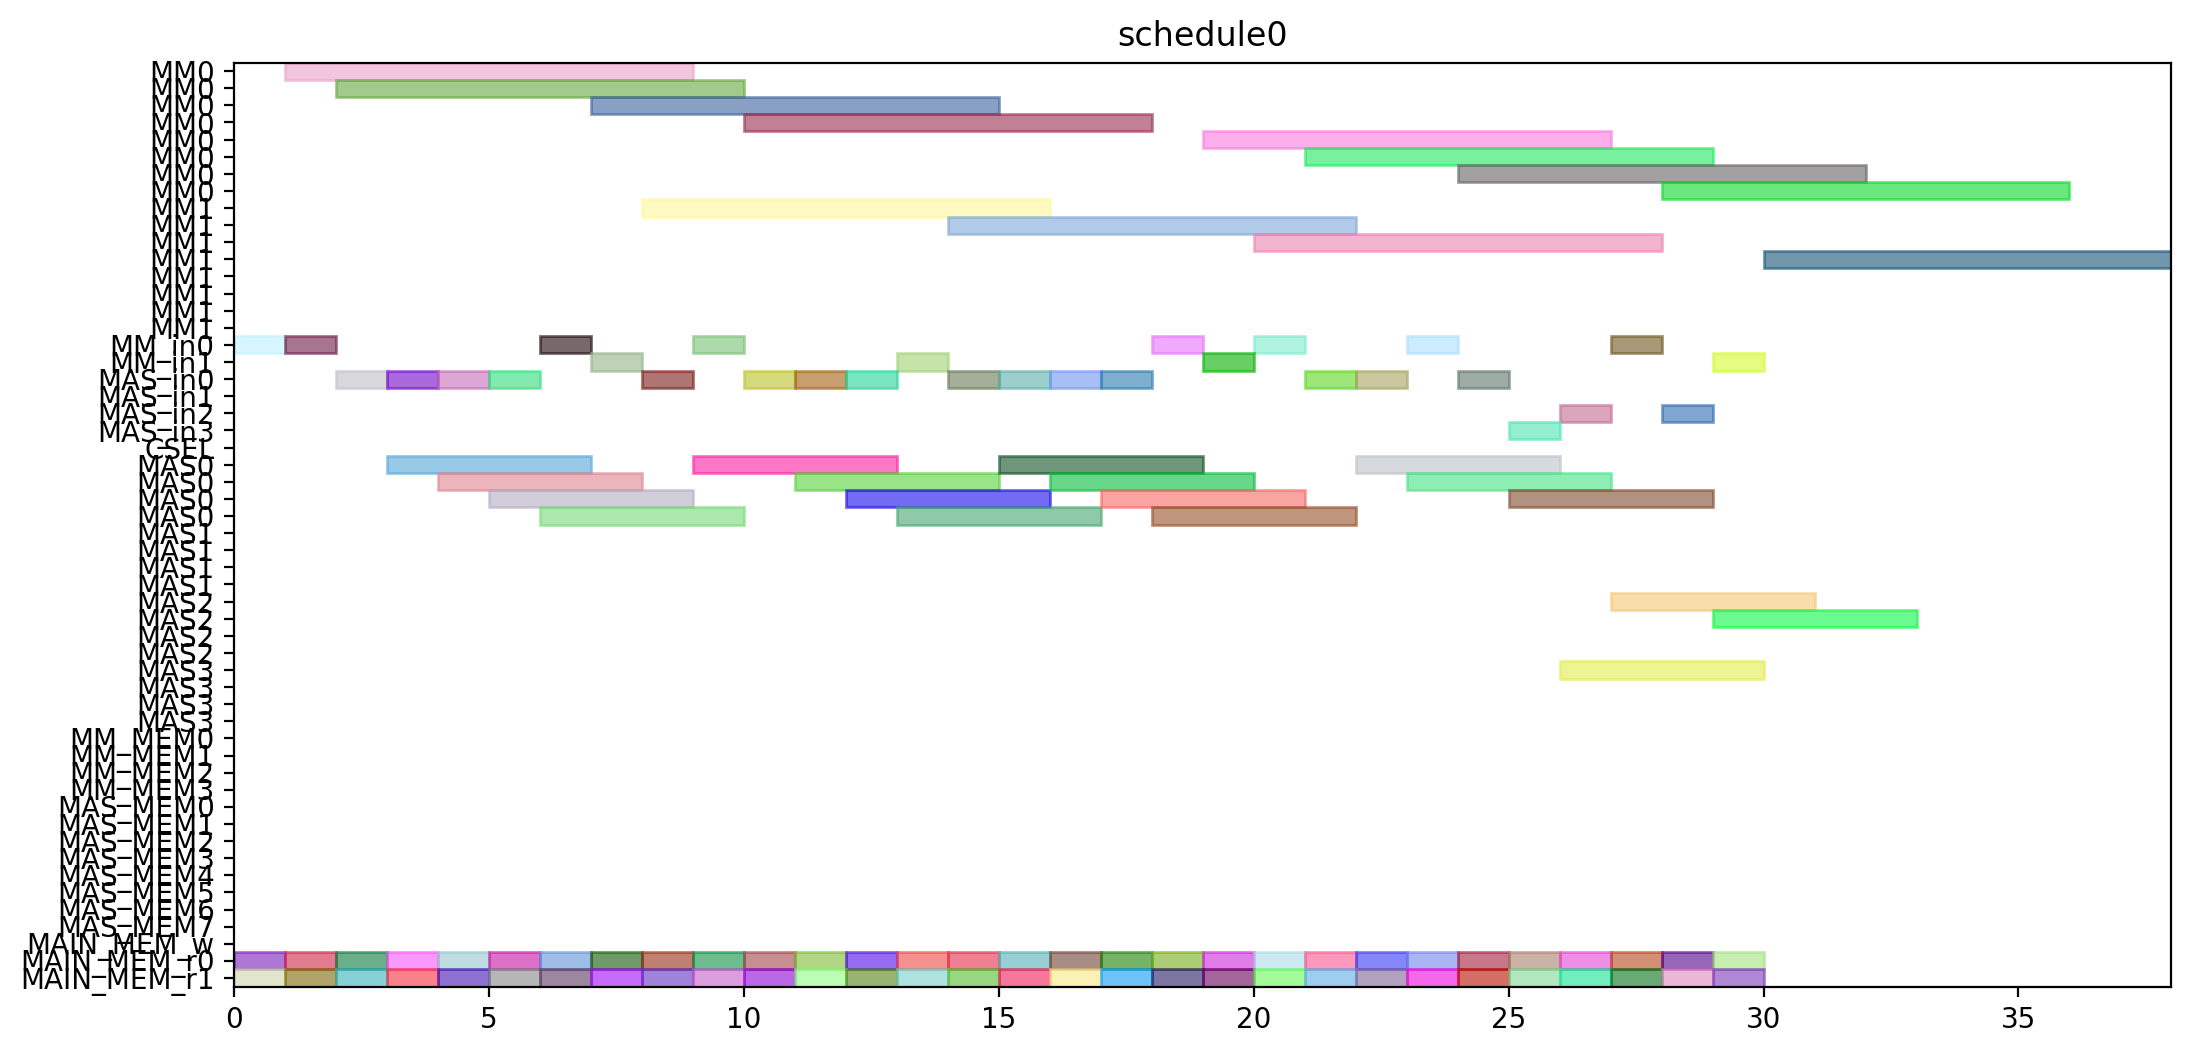 schedule0
MM0
MM0
MM0
MM0
MM0
MM0
MM0
MM0
MM1
MM1
MM1
MM1
MM1
MM1
MM1
MM1
MM_in0
MM_in1
MAS_in0
MAS_in1
MAS_in2
MAS_in3
CSEL
MAS0
MAS0
MAS0
MAS0
MAS1
MAS1
MAS1
MAS1
MAS2
MAS2
MAS2
MAS2
MAS3
MAS3
MAS3
MAS3
MM_MEM0
MM_MEM1
MM_MEM2
MM_MEM3
MAS_MEM0
MAS_MEM1
MAS_MEM2
MAS_MEM3
MAS_MEM4
MAS_MEM5
MAS_MEM6
MAS_MEM7
MAIN_MEM_w
MAIN_MEM_r0
MAIN_MEM_r1
0 5 10 15 20 25 30 35